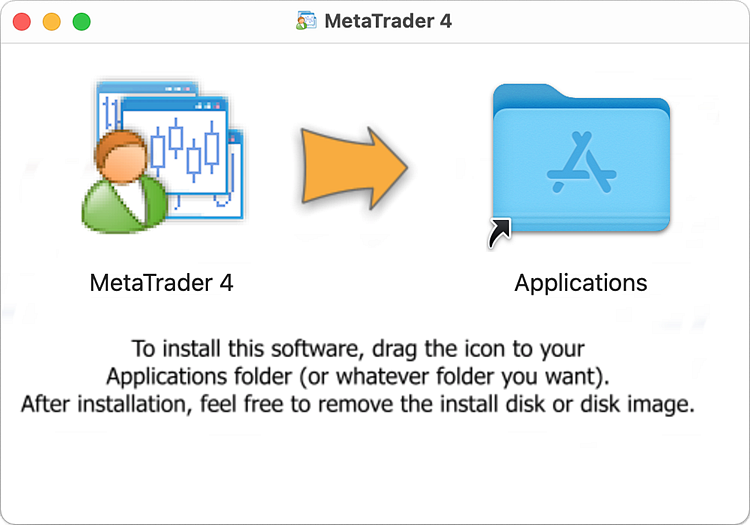 MetaTrader 4
MetaTrader 4
Applications
To install this software, drag the icon to your
Applications folder (or whatever folder you want).
After installation, feel free to remove the install disk or disk image.